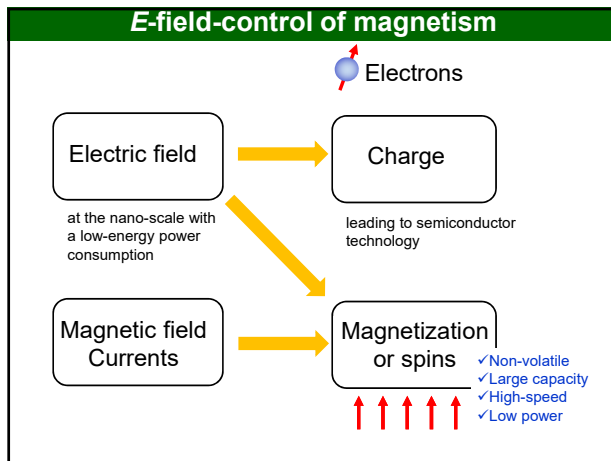 E-field-control of magnetism
Electrons
Electric field
Charge
at the nano-scale with
a low-energy power
consumption
leading to semiconductor
technology
Magnetic field
Currents
Magnetization
or spins
✓Non-volatile
✓Large capacity
✓High-speed
✓Low power